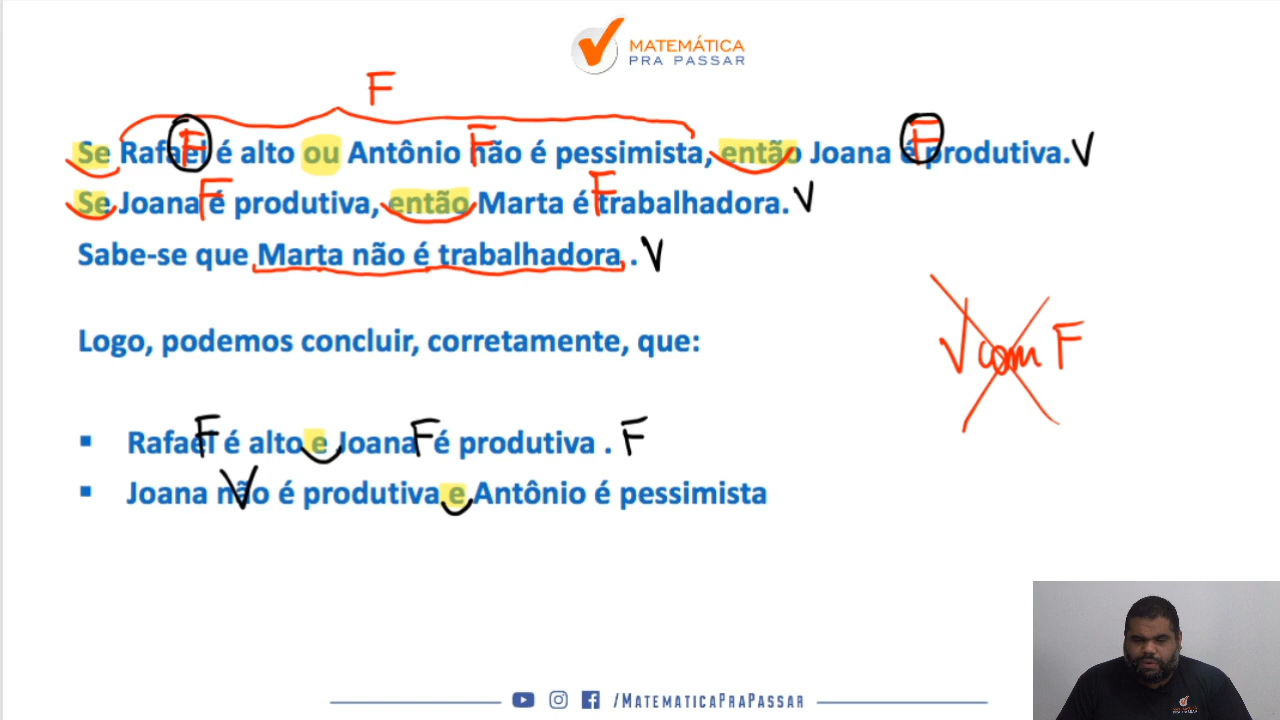 MATEMÁTICA
PRA PASSAR
F
F F F
Se Rafael é alto ou Antônio não é pessimista, então Joana é produtiva. V
F F
Se Joana é produtiva, então Marta é trabalhadora. V
Sabe-se que Marta não é trabalhadora. V
V com F
Logo, podemos concluir, corretamente, que:
F F
▪ Rafael é alto e Joana é produtiva . F
V
▪ Joana não é produtiva e Antônio é pessimista
/MATEMATICAPRAPASSAR